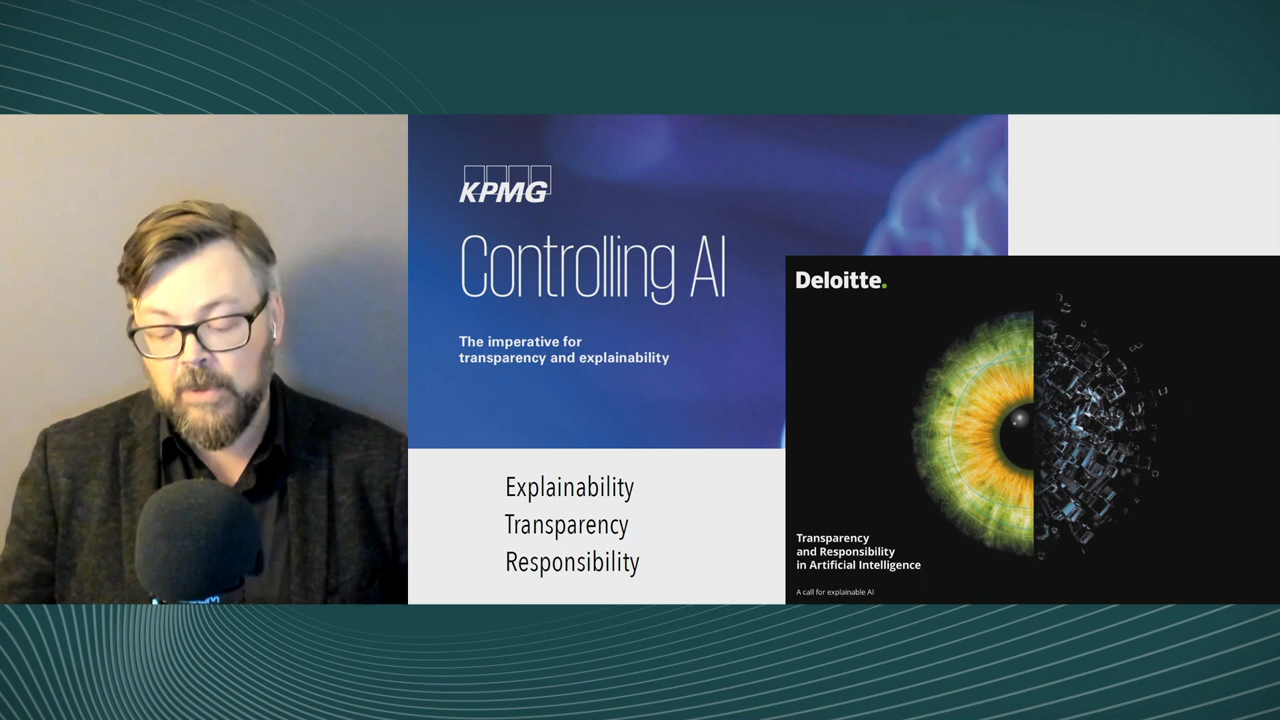 KPMG
Controlling AI
The imperative for
transparency and explainability
Explainability
Transparency
Responsibility
Deloitte.
Transparency
and Responsibility
in Artificial Intelligence
A call for explainable AI